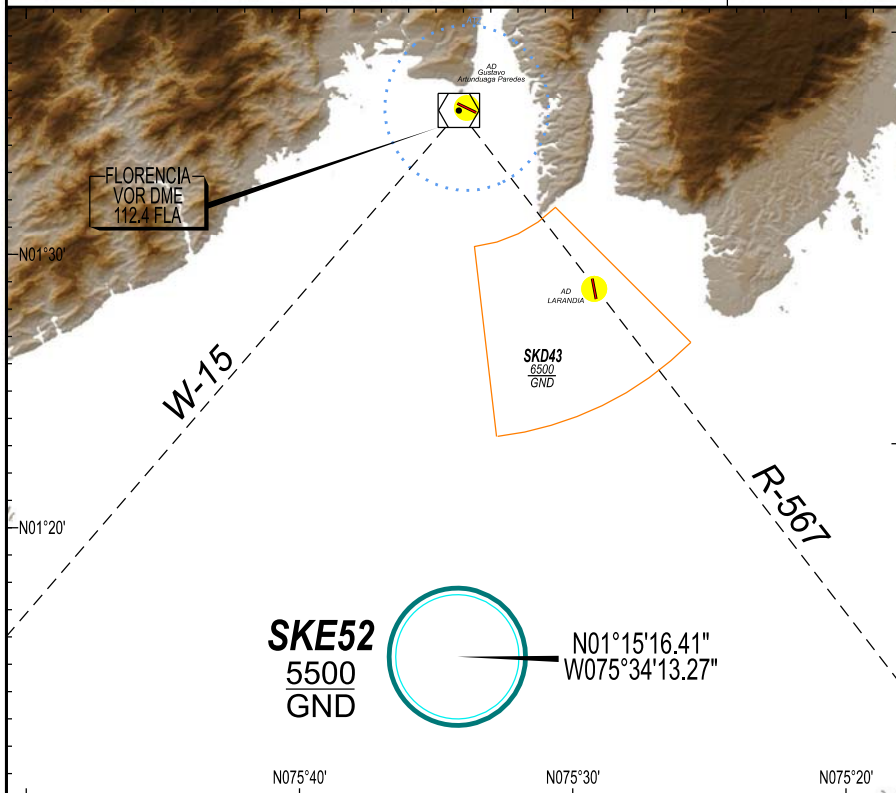 AD
Gustavo
Artunduaga Paredes
FLORENCIA
VOR DME
112.4 FLA
N01°30'
AD
LARANDIA
SKD43
6500
GND
W-15
R-567
N01°20'
SKE52
5500
GND
N01°15'16.41"
W075°34'13.27"
N075°40'
N075°30'
N075°20'